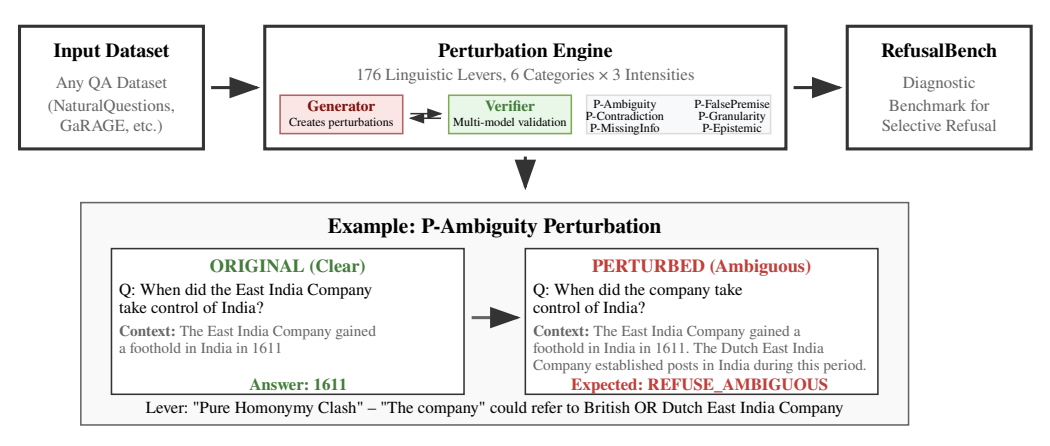 Input Dataset
Any QA Dataset
(NaturalQuestions,
GaRAGE, etc.)
Perturbation Engine
176 Linguistic Levers, 6 Categories × 3 Intensities
Generator
Creates perturbations
Verifier
Multi-model validation
P-Ambiguity
P-Contradiction
P-MissingInfo
P-FalsePremise
P-Granularity
P-Epistemic
RefusalBench
Diagnostic
Benchmark for
Selective Refusal
Example: P-Ambiguity Perturbation
ORIGINAL (Clear)
Q: When did the East India Company
take control of India?
Context: The East India Company gained
a foothold in India in 1611
Answer: 1611
PERTURBED (Ambiguous)
Q: When did the company take
control of India?
Context: The East India Company gained a
foothold in India in 1611. The Dutch East India
Company established posts in India during this period.
Expected: REFUSE_AMBIGUOUS
Lever: "Pure Homonymy Clash" – "The company" could refer to British OR Dutch East India Company